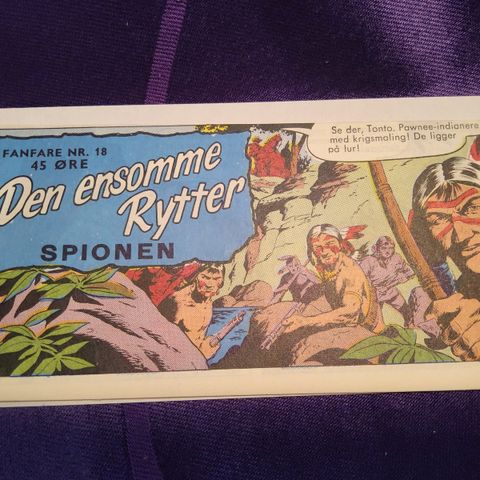 FANFARE NR. 18
45 ØRE
Den ensomme
Rytter
SPIONEN
Se der, Tonto. Pawnee-indianere
med krigsmaling! De ligger
på lur!